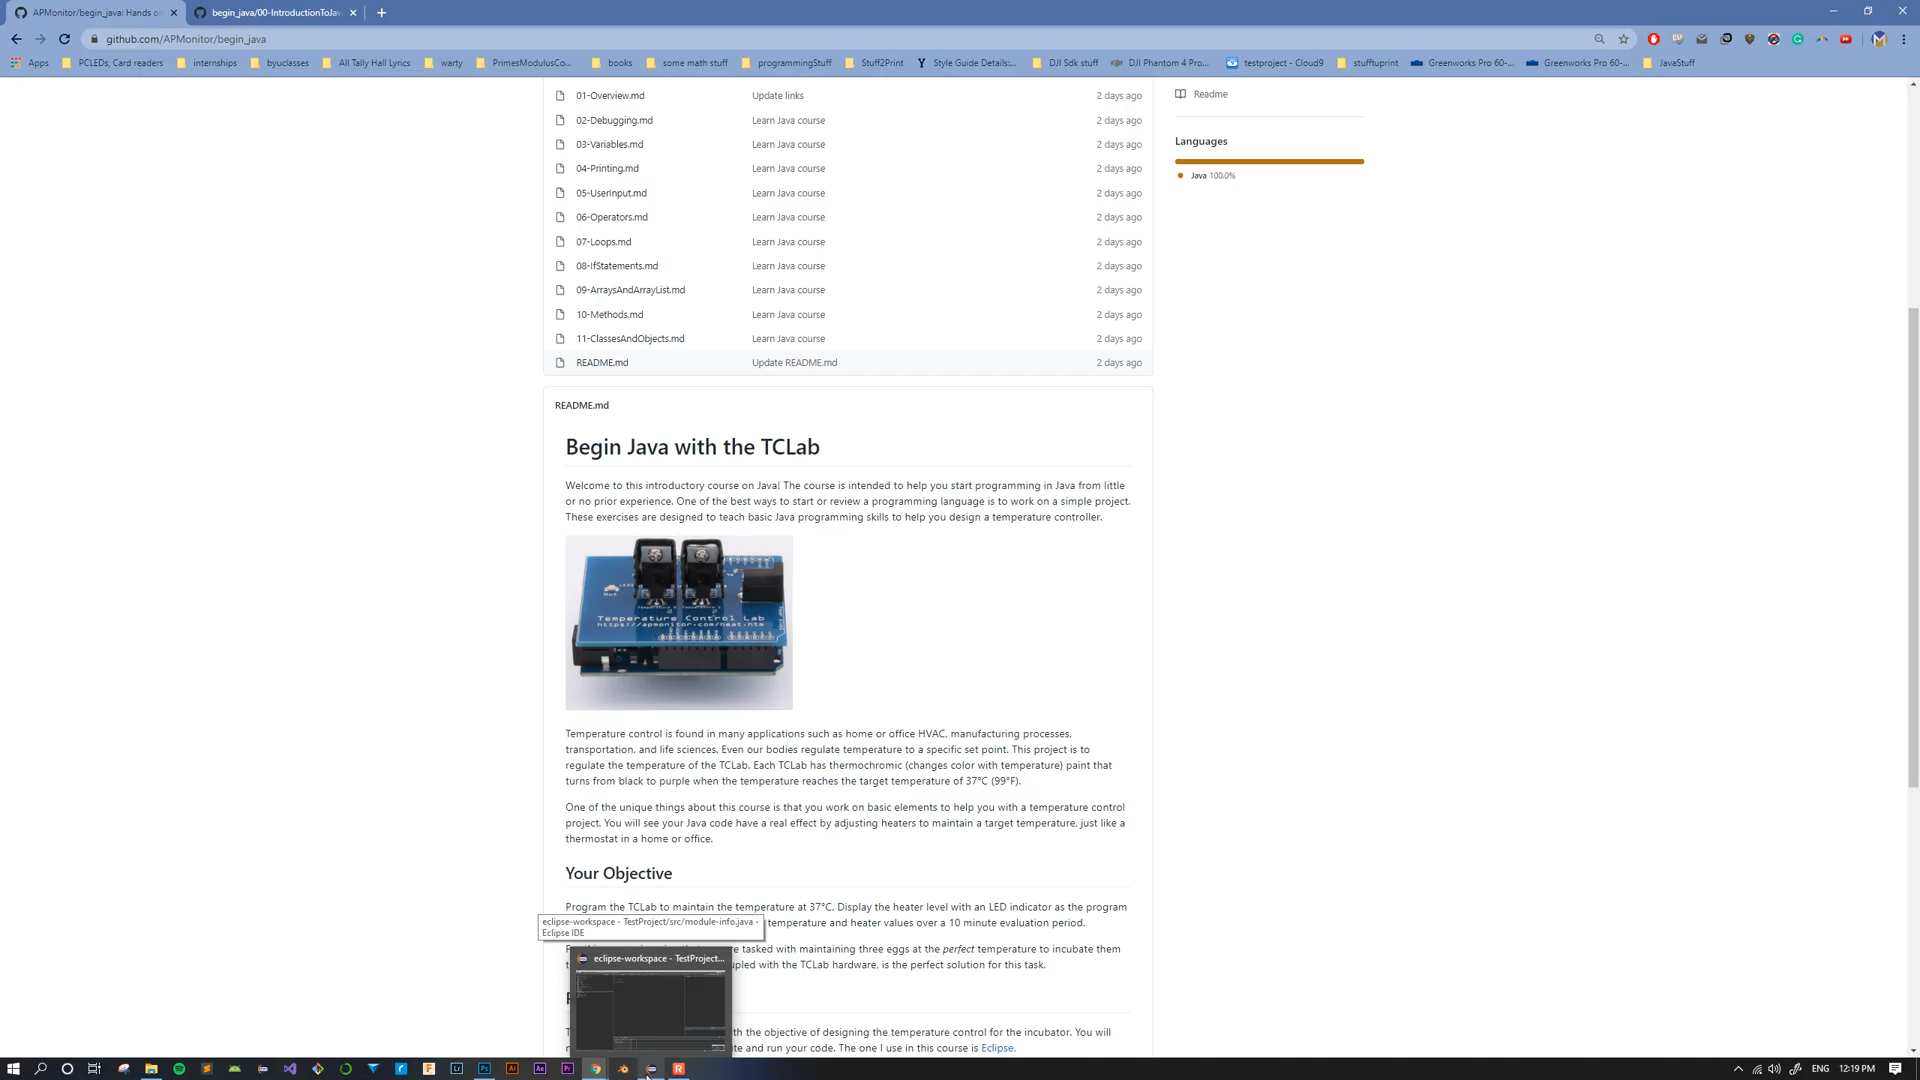 APMonitor/begin_java: Hands o
begin_java/00-IntroductionToJav
github.com/APMonitor/begin_java
Apps
PCLEDs, Card readers
internships
byuclasses
All Tally Hall Lyrics
warty
PrimesModulusCo...
books
some math stuff
programmingStuff
Stuff2Print
Style Guide Details:...
DJI Sdk stuff
DJI Phantom 4 Pro...
testproject - Cloud9
stufftuprint
Greenworks Pro 60-...
Greenworks Pro 60-...
JavaStuff
01-Overview.md Update links 2 days ago
02-Debugging.md Learn Java course 2 days ago
03-Variables.md Learn Java course 2 days ago
04-Printing.md Learn Java course 2 days ago
05-UserInput.md Learn Java course 2 days ago
06-Operators.md Learn Java course 2 days ago
07-Loops.md Learn Java course 2 days ago
08-IfStatements.md Learn Java course 2 days ago
09-ArraysAndArrayList.md Learn Java course 2 days ago
10-Methods.md Learn Java course 2 days ago
11-ClassesAndObjects.md Learn Java course 2 days ago
README.md Update README.md 2 days ago
Readme
Languages
Java 100.0%
README.md
Begin Java with the TCLab
Welcome to this introductory course on Java! The course is intended to help you start programming in Java from little
or no prior experience. One of the best ways to start or review a programming language is to work on a simple project.
These exercises are designed to teach basic Java programming skills to help you design a temperature controller.
Temperature Control Lab
https://apmonitor.com/heat.htm
Temperature control is found in many applications such as home or office HVAC, manufacturing processes,
transportation, and life sciences. Even our bodies regulate temperature to a specific set point. This project is to
regulate the temperature of the TCLab. Each TCLab has thermochromic (changes color with temperature) paint that
turns from black to purple when the temperature reaches the target temperature of 37°C (99°F).
One of the unique things about this course is that you work on basic elements to help you with a temperature control
project. You will see your Java code have a real effect by adjusting heaters to maintain a target temperature, just like a
thermostat in a home or office.
Your Objective
Program the TCLab to maintain the temperature at 37°C. Display the heater level with an LED indicator as the program
temperature and heater values over a 10 minute evaluation period.
eclipse-workspace - TestProject/src/module-info.java -
Eclipse IDE
tasked with maintaining three eggs at the perfect temperature to incubate them
upled with the TCLab hardware, is the perfect solution for this task.
eclipse-workspace - TestProject...
th the objective of designing the temperature control for the incubator. You will
te and run your code. The one I use in this course is Eclipse.
ENG 12:19 PM